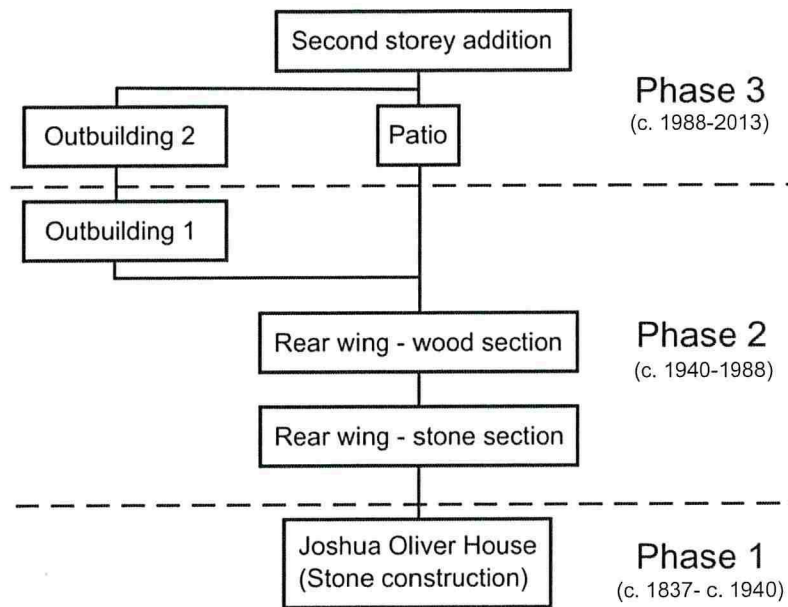 Second storey addition
Phase 3
(c. 1988-2013)
Outbuilding 2
Patio
Outbuilding 1
Rear wing - wood section
Phase 2
(c. 1940-1988)
Rear wing - stone section
Joshua Oliver House
(Stone construction)
Phase 1
(c. 1837- c. 1940)